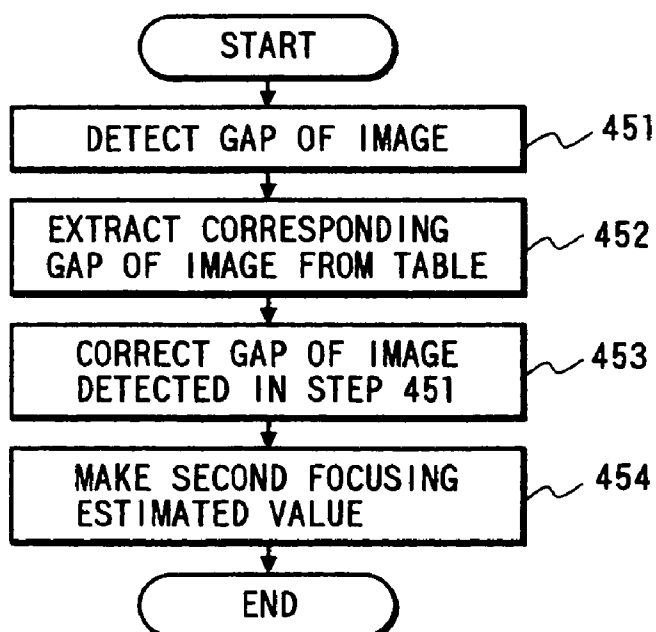 START
DETECT GAP OF IMAGE
451
EXTRACT CORRESPONDING
GAP OF IMAGE FROM TABLE
452
CORRECT GAP OF IMAGE
DETECTED IN STEP 451
453
MAKE SECOND FOCUSING
ESTIMATED VALUE
454
END